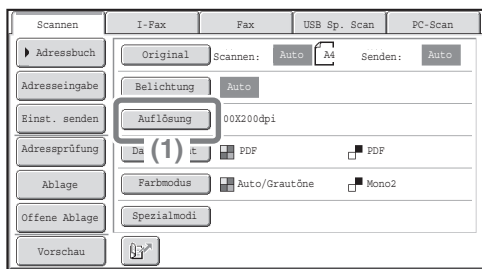 Scannen I-Fax Fax USB Sp. Scan PC-Scan
Adressbuch Original Scannen: Auto A4 Senden: Auto
Adresseingabe Belichtung Auto
Einst. senden Auflösung 00X200dpi
Adressprüfung Da t PDF PDF
(1)
Ablage Farbmodus Auto/Grautöne Mono2
Offene Ablage Spezialmodi
Vorschau